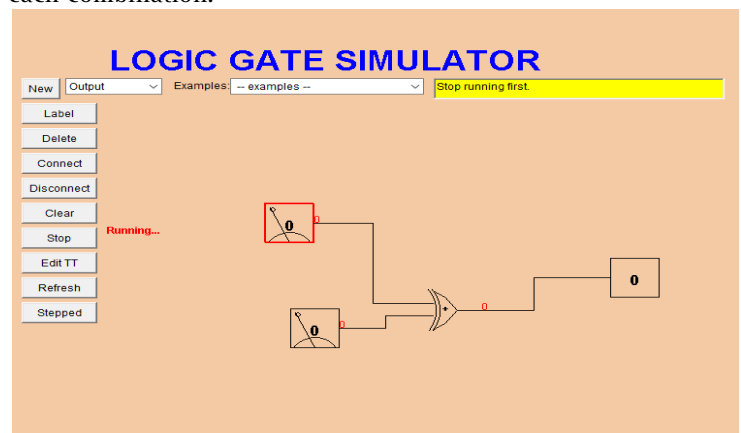 each combination.
LOGIC GATE SIMULATOR
New Output Examples: -- examples -- Stop running first.
Label
Delete
Connect
Disconnect
Clear
Stop Running...
Edit TT
Refresh
Stepped
0 0
0
0 0
+ 0